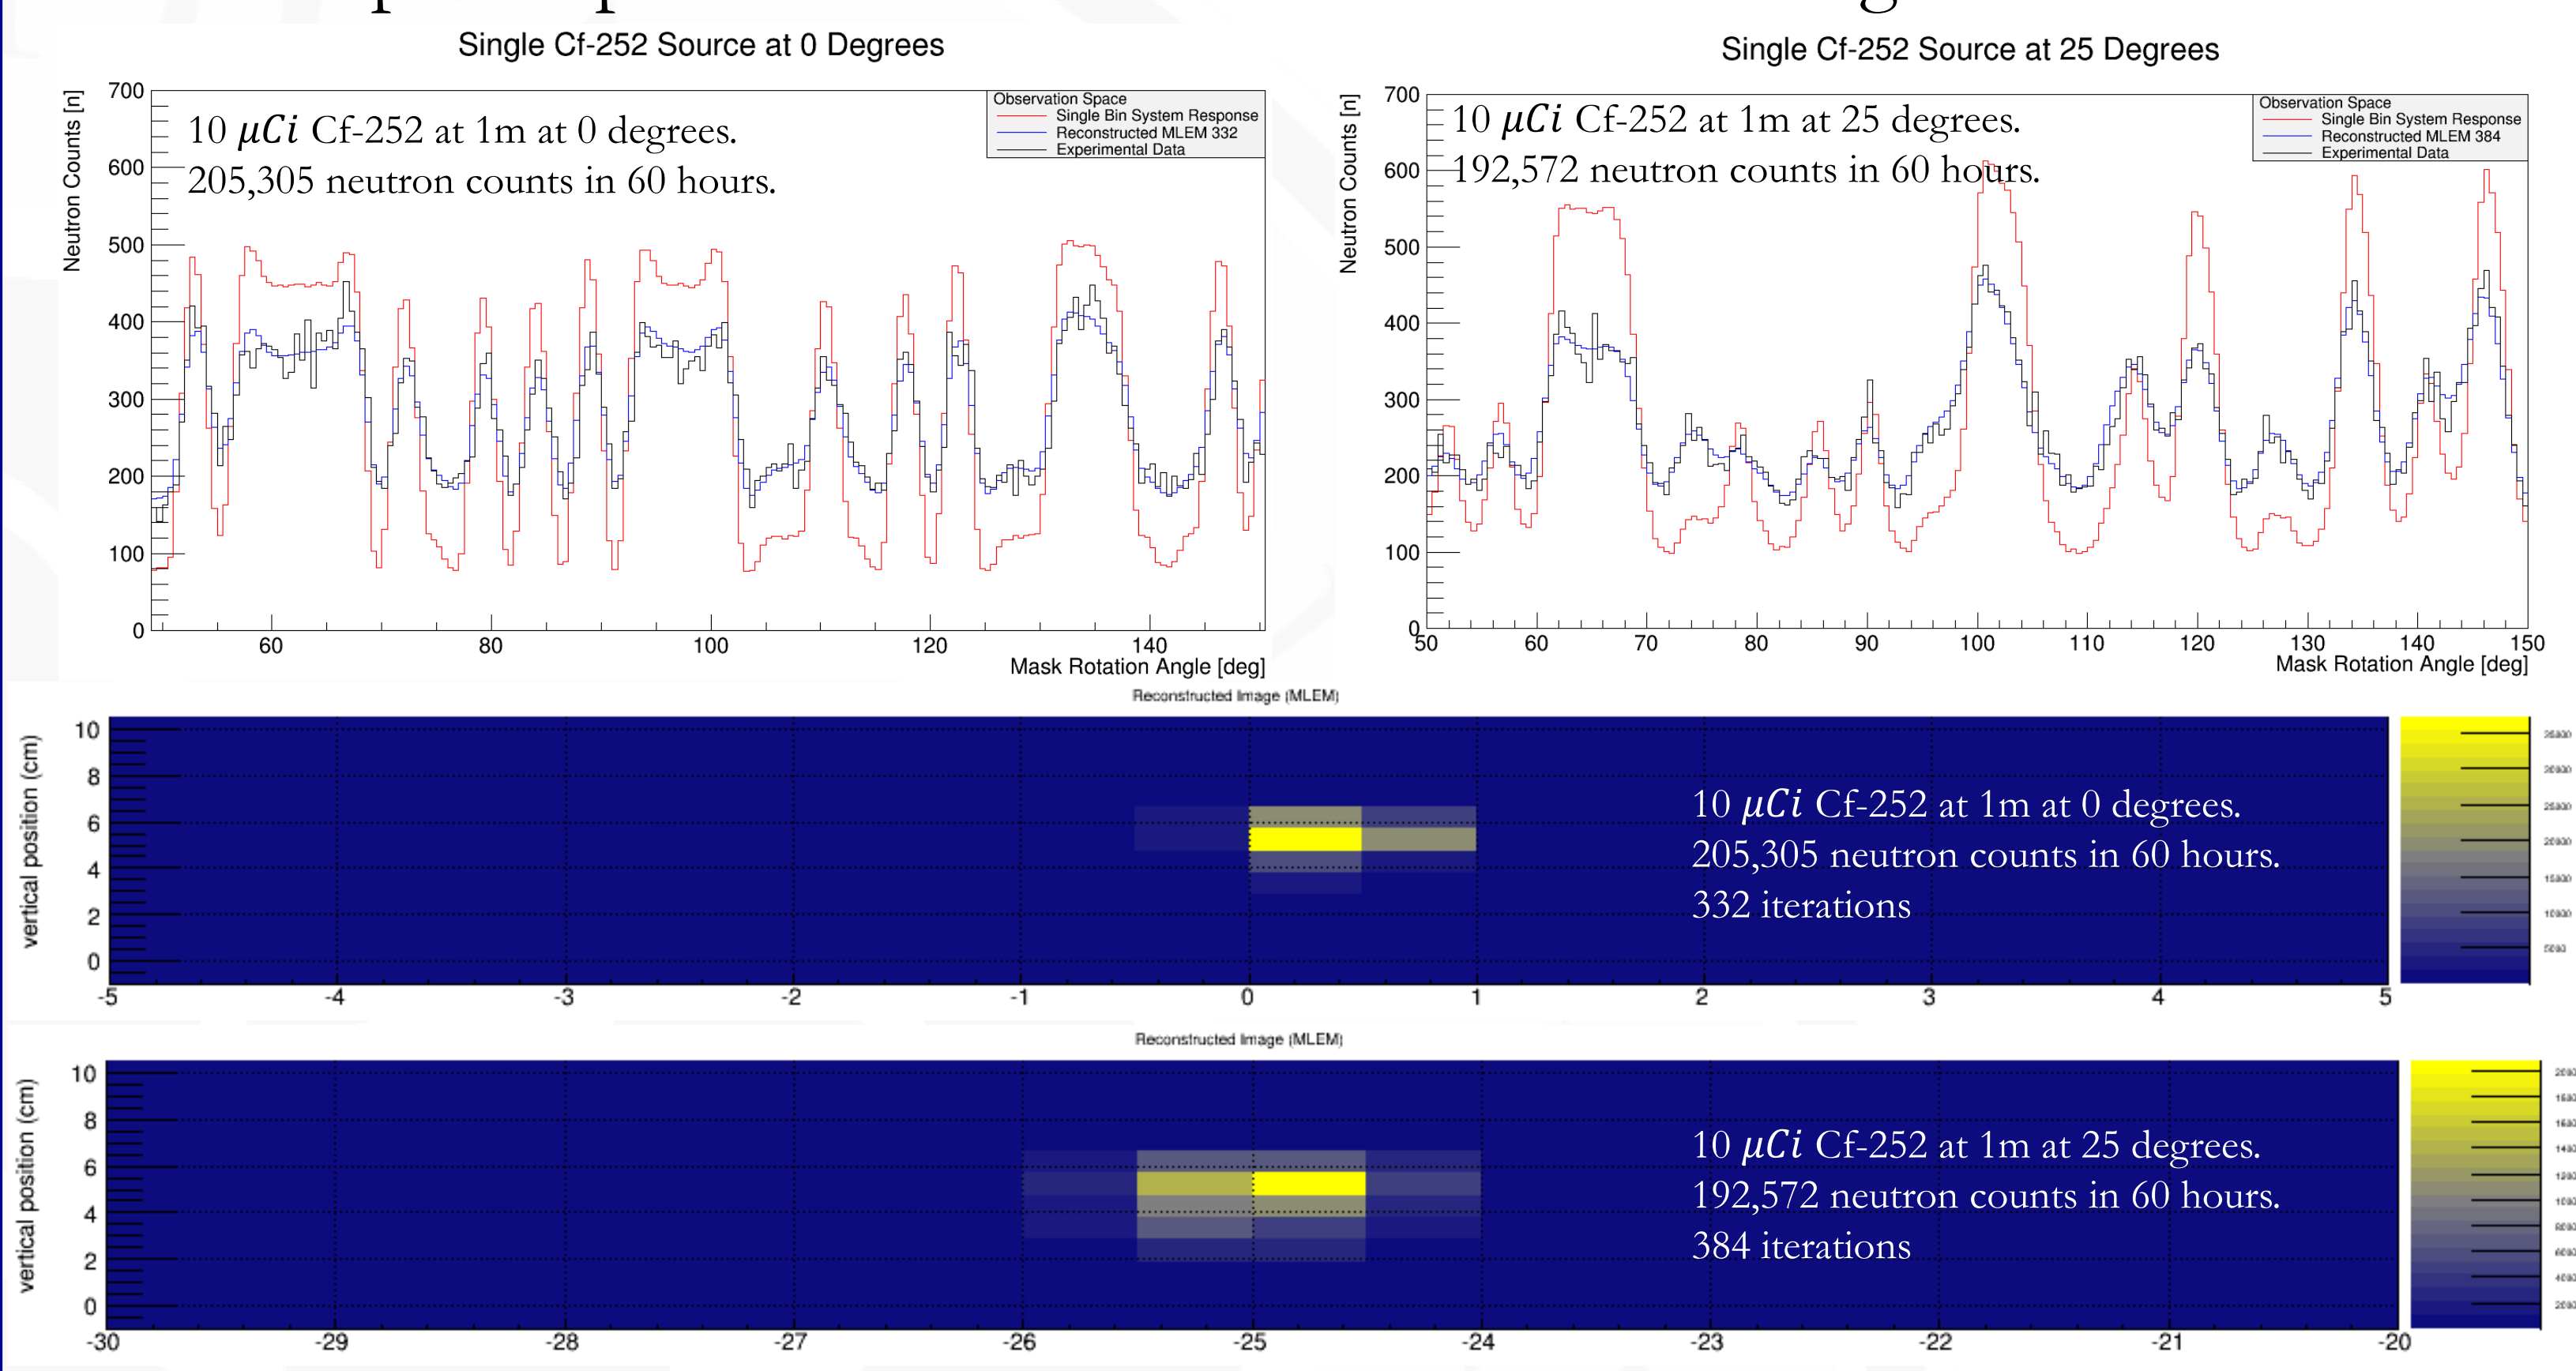 Single Cf-252 Source at 0 Degrees
Neutron Counts [n]
700
600
500
400
300
200
100
0
10 μCi Cf-252 at 1m at 0 degrees.
205,305 neutron counts in 60 hours.
Observation Space
Single Bin System Response
Reconstructed MLEM 332
Experimental Data
60 80 100 120 140
Mask Rotation Angle [deg]
Single Cf-252 Source at 25 Degrees
Neutron Counts [n]
700
600
500
400
300
200
100
0
10 μCi Cf-252 at 1m at 25 degrees.
192,572 neutron counts in 60 hours.
Observation Space
Single Bin System Response
Reconstructed MLEM 384
Experimental Data
50 60 70 80 90 100 110 120 130 140 150
Mask Rotation Angle [deg]
Reconstructed Image (MLEM)
vertical position (cm)
10
8
6
4
2
0
10 μCi Cf-252 at 1m at 0 degrees.
205,305 neutron counts in 60 hours.
332 iterations
-5 -4 -3 -2 -1 0 1 2 3 4 5
Reconstructed Image (MLEM)
vertical position (cm)
10
8
6
4
2
0
10 μCi Cf-252 at 1m at 25 degrees.
192,572 neutron counts in 60 hours.
384 iterations
-30 -29 -28 -27 -26 -25 -24 -23 -22 -21 -20